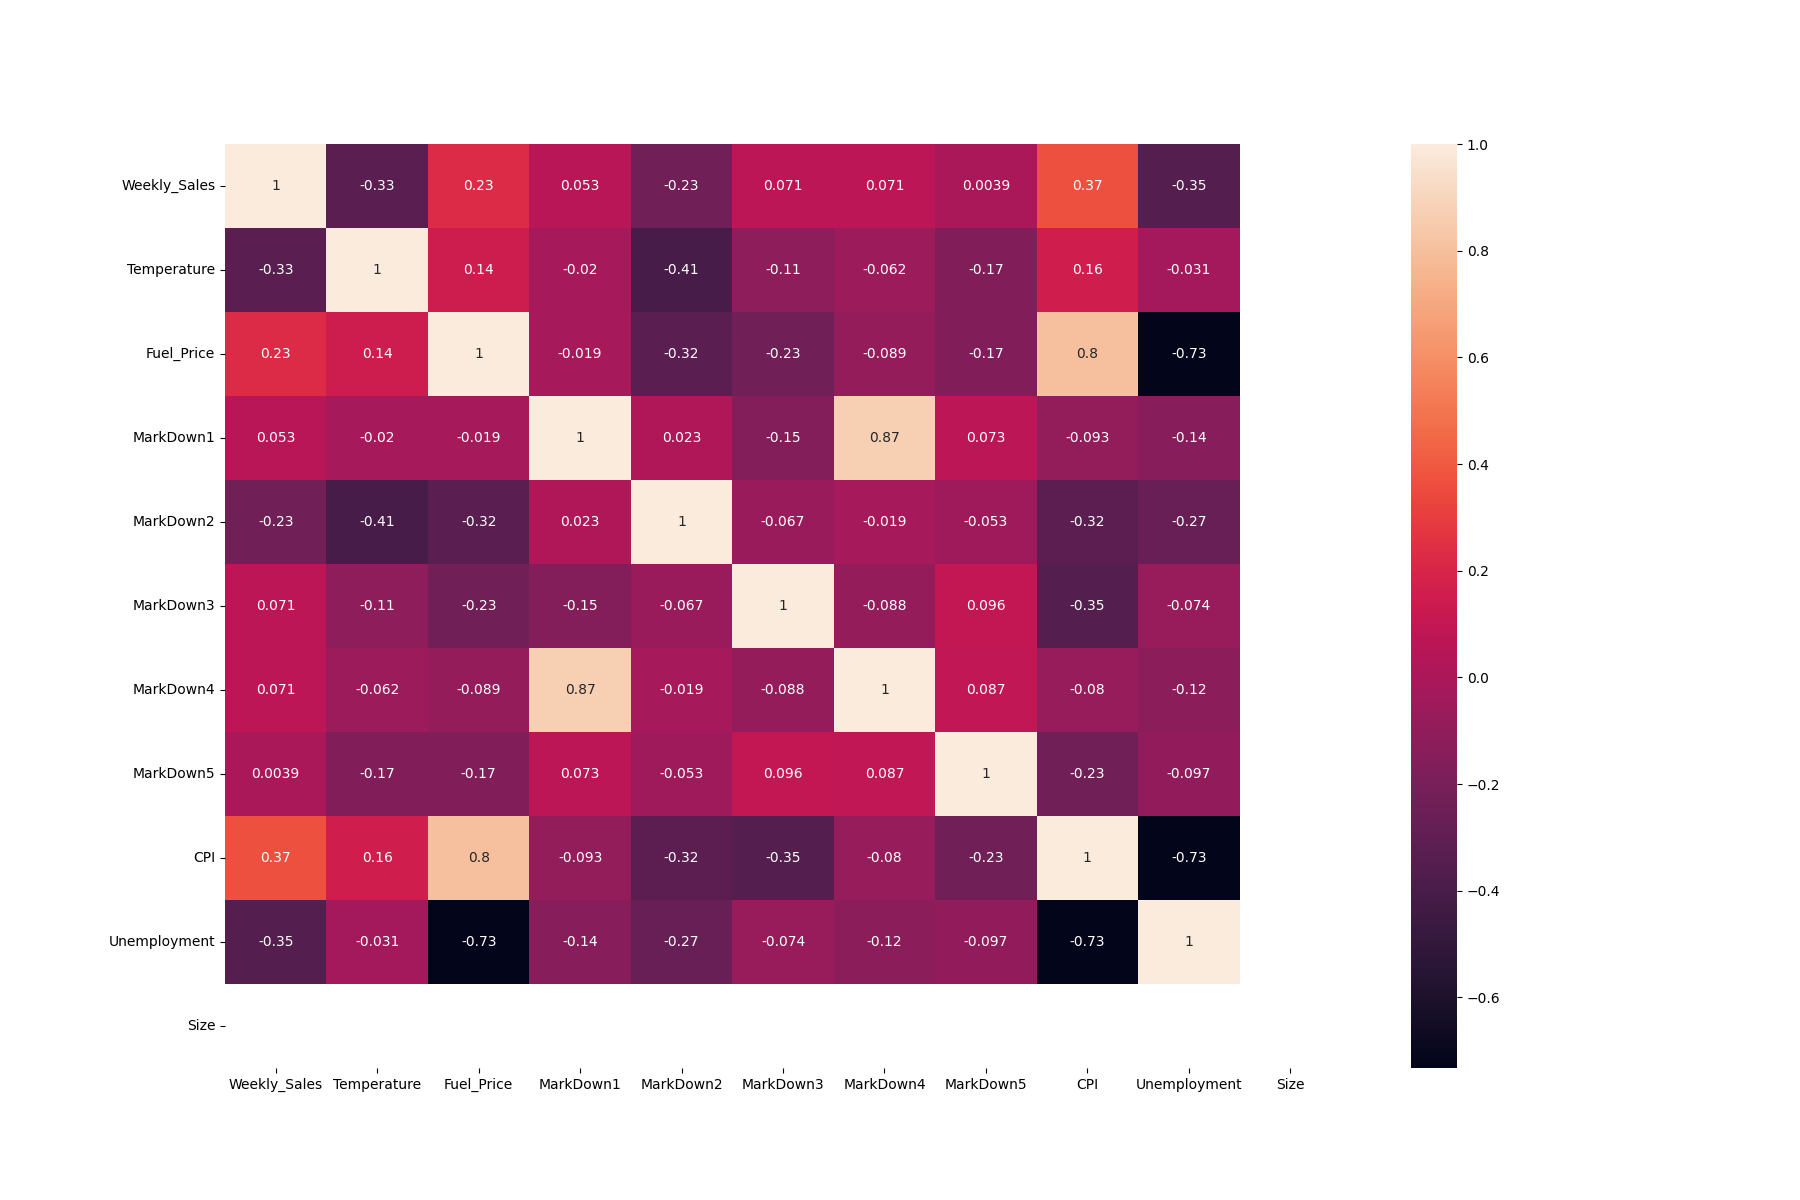 1.0
Weekly_Sales 1 -0.33 0.23 0.053 -0.23 0.071 0.071 0.0039 0.37 -0.35
0.8
Temperature -0.33 1 0.14 -0.02 -0.41 -0.11 -0.062 -0.17 0.16 -0.031
Fuel_Price 0.23 0.14 1 -0.019 -0.32 -0.23 -0.089 -0.17 0.8 -0.73
0.6
MarkDown1 0.053 -0.02 -0.019 1 0.023 -0.15 0.87 0.073 -0.093 -0.14
0.4
MarkDown2 -0.23 -0.41 -0.32 0.023 1 -0.067 -0.019 -0.053 -0.32 -0.27
0.2
MarkDown3 0.071 -0.11 -0.23 -0.15 -0.067 1 -0.088 0.096 -0.35 -0.074
0.0
MarkDown4 0.071 -0.062 -0.089 0.87 -0.019 -0.088 1 0.087 -0.08 -0.12
MarkDown5 0.0039 -0.17 -0.17 0.073 -0.053 0.096 0.087 1 -0.23 -0.097
−0.2
CPI 0.37 0.16 0.8 -0.093 -0.32 -0.35 -0.08 -0.23 1 -0.73
−0.4
Unemployment -0.35 -0.031 -0.73 -0.14 -0.27 -0.074 -0.12 -0.097 -0.73 1
−0.6
Size
Weekly_Sales Temperature Fuel_Price MarkDown1 MarkDown2 MarkDown3 MarkDown4 MarkDown5 CPI Unemployment Size